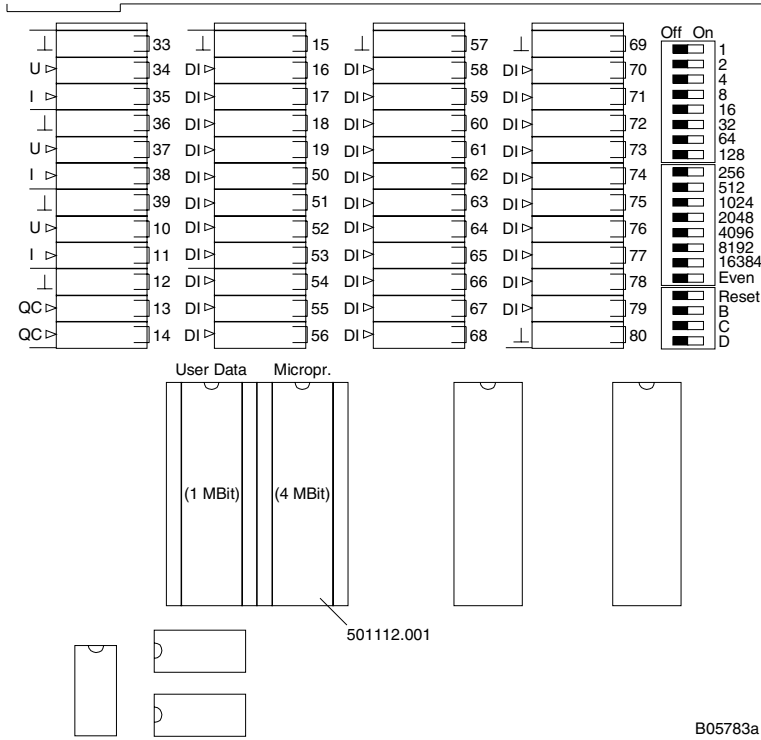 Off On
⊥ 33 ⊥ 15 ⊥ 57 ⊥ 69 1
U 34 DI 16 DI 58 DI 70 2
I 35 DI 17 DI 59 DI 71 4
⊥ 36 DI 18 DI 60 DI 72 8
U 37 DI 19 DI 61 DI 73 16
I 38 DI 50 DI 62 DI 74 32
⊥ 39 DI 51 DI 63 DI 75 64
U 10 DI 52 DI 64 DI 76 128
I 11 DI 53 DI 65 DI 77 256
⊥ 12 DI 54 DI 66 DI 78 512
QC 13 DI 55 DI 67 DI 79 1024
QC 14 DI 56 DI 68 ⊥ 80 2048
4096
8192
16384
Even
Reset
B
C
D
User Data Micropr.
(1 MBit) (4 MBit)
501112.001
B05783a